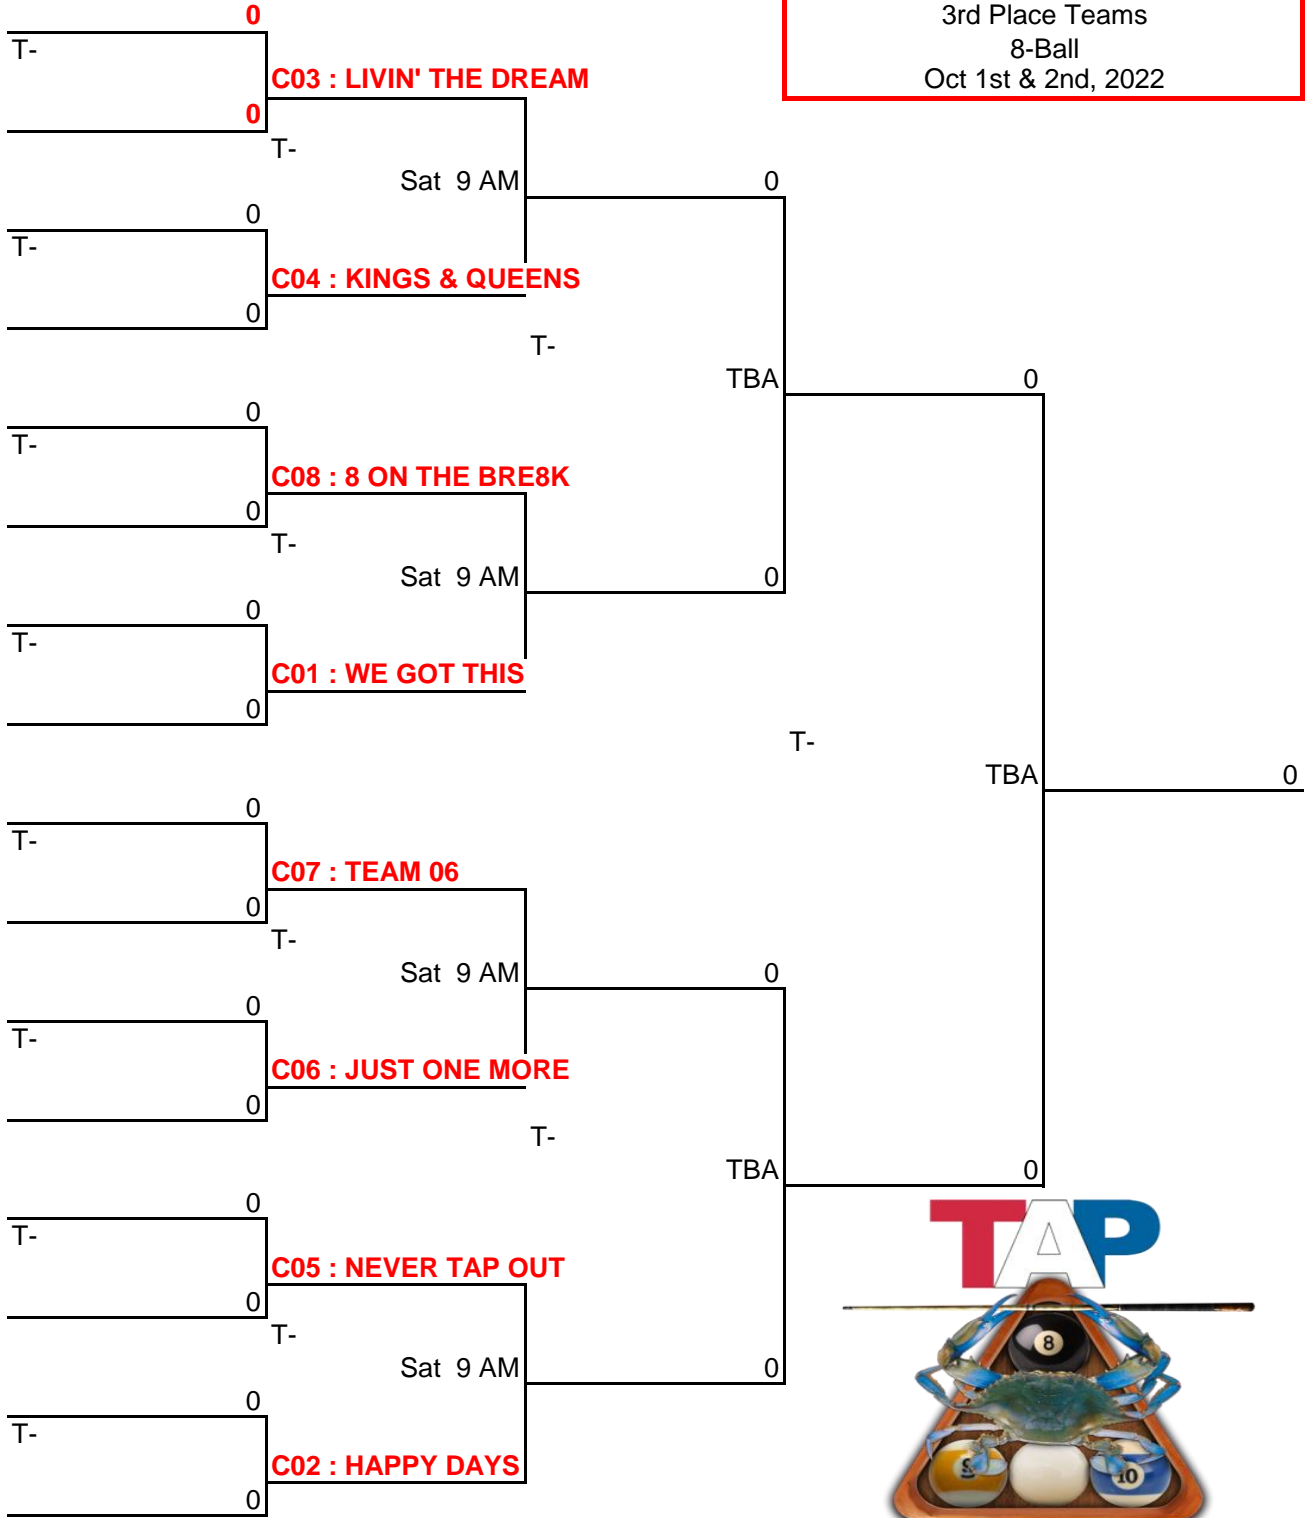 0
3rd Place Teams
T-
8-Ball
C03 : LIVIN' THE DREAM
Oct 1st & 2nd, 2022
0
T-
Sat 9 AM
0
0
T-
C04 : KINGS & QUEENS
0
T-
TBA
0
0
T-
C08 : 8 ON THE BRE8K
0
T-
Sat 9 AM
0
0
T-
C01 : WE GOT THIS
0
T-
TBA
0
0
T-
C07 : TEAM 06
0
T-
Sat 9 AM
0
0
T-
C06 : JUST ONE MORE
0
T-
TBA
0
0
T-
C05 : NEVER TAP OUT
0
T-
Sat 9 AM
0
0
T-
C02 : HAPPY DAYS
0
TAP
8
9
10